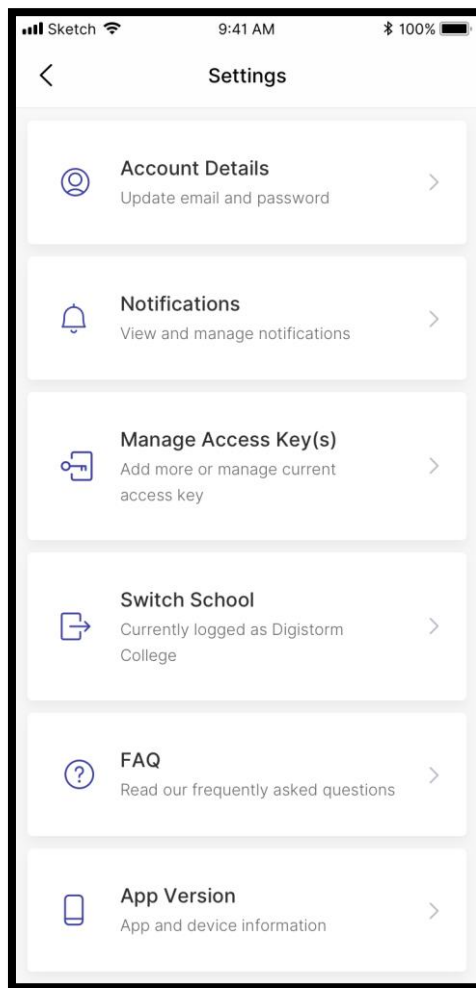 Sketch 9:41 AM 100%
Settings
Account Details
Update email and password
Notifications
View and manage notifications
Manage Access Key(s)
Add more or manage current
access key
Switch School
Currently logged as Digistorm
College
FAQ
Read our frequently asked questions
App Version
App and device information